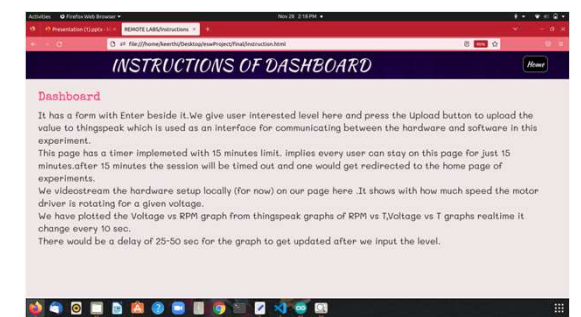 Activities Firefox Web Browser Nov 28 2:18 PM
Presentation (1).pptx REMOTE LABS/Instructions
file:///home/keerthi/Desktop/eswProject/final/instruction.html
INSTRUCTIONS OF DASHBOARD Home
Dashboard
It has a form with Enter beside it.We give user interested level here and press the Upload button to upload the
value to thingspeak which is used as an interface for communicating between the hardware and software in this
experiment.
This page has a timer implemeted with 15 minutes limit. implies every user can stay on this page for just 15
minutes.after 15 minutes the session will be timed out and one would get redirected to the home page of
experiments.
We videostream the hardware setup locally (for now) on our page here .It shows with how much speed the motor
driver is rotating for a given voltage.
We have plotted the Voltage vs RPM graph from thingspeak graphs of RPM vs T,Voltage vs T graphs realtime it
change every 10 sec.
There would be a delay of 25-50 sec for the graph to get updated after we input the level.